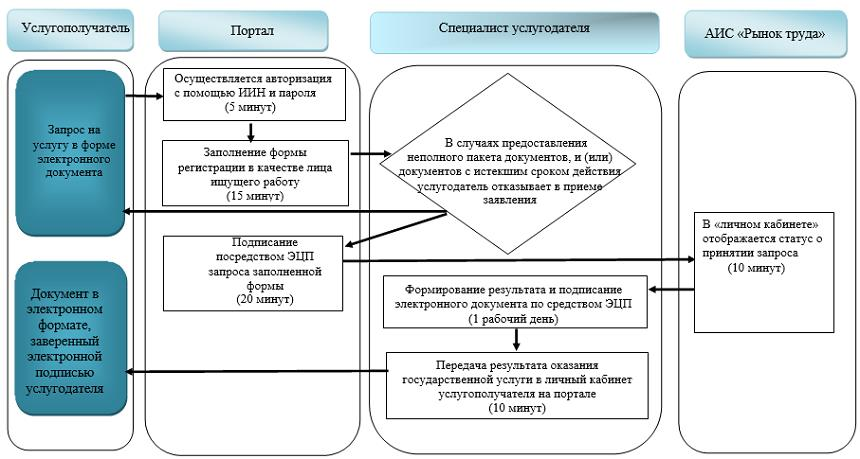 Услугополучатель
Портал
Специалист услугодателя
АИС «Рынок труда»
Запрос на
услугу в форме
электронного
документа
Осуществляется авторизация
с помощью ИИН и пароля
(5 минут)
Заполнение формы
регистрации в качестве лица
ищущего работу
(15 минут)
В случаях предоставления
неполного пакета документов, и (или)
документов с истекшим сроком действия
услугодатель отказывает в приеме
заявления
Подписание
посредством ЭЦП
запроса заполненной
формы
(20 минут)
В «личном кабинете»
отображается статус о
принятии запроса
(10 минут)
Формирование результата и подписание
электронного документа по средством ЭЦП
(1 рабочий день)
Передача результата оказания
государственной услуги в личный кабинет
услугополучателя на портале
(10 минут)
Документ в
электронном
формате,
заверенный
электронной
подписью
услугодателя